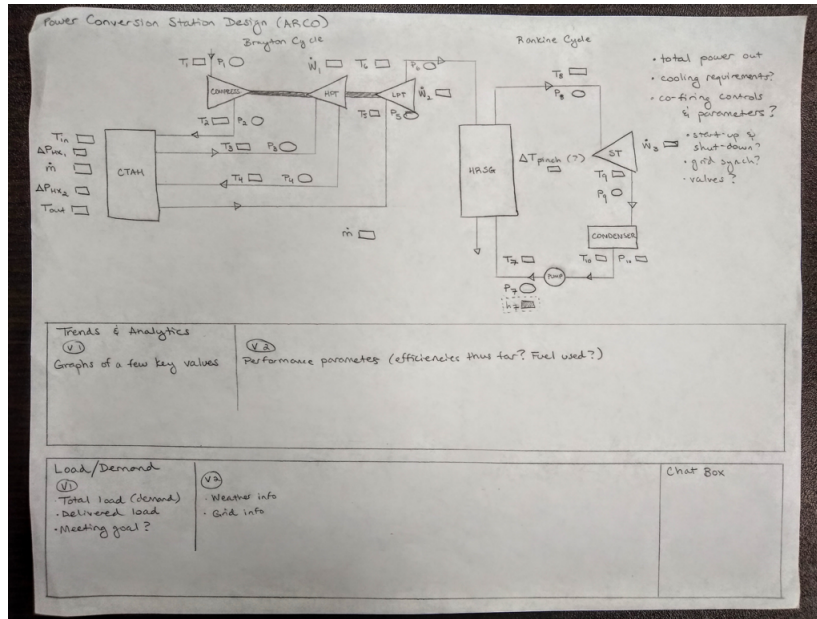 Power Conversion Station Design (ARCO)
Brayton Cycle
Rankine Cycle
T1 P1
Ẇ1 T6 P6
COMPRESS
HPT
LPT
Ẇ2
T2 P2
T5 P5
Tin
ΔPHX1
ṁ
ΔPHX2
Tout
CTAH
T3 P3
T4 P4
ṁ
T8
P8
HRSG
ΔTpinch (?)
ST
Ẇ3
T9
P9
CONDENSER
T10 P10
PUMP
T7
P7
h7
• total power out
• cooling requirements?
• co-firing controls
& parameters?
• start-up &
shut-down?
• grid synch?
• valves?
Trends & Analytics
V1
Graphs of a few key values
V2
Performance parametes (efficiencies thus far? Fuel used?)
Load/Demand
V1
• Total load (demand)
• Delivered load
• Meeting goal?
V2
• Weather info
• Grid info
Chat Box